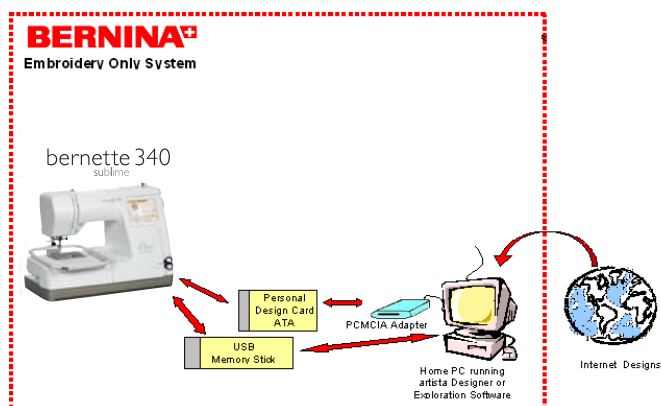 BERNINA
Embroidery Only System
bernette 340
sublime
Personal
Design Card
ATA
PCMCIA Adapter
USB
Memory Stick
Home PC running
artista Designer or
Exploration Software
Internet Designs